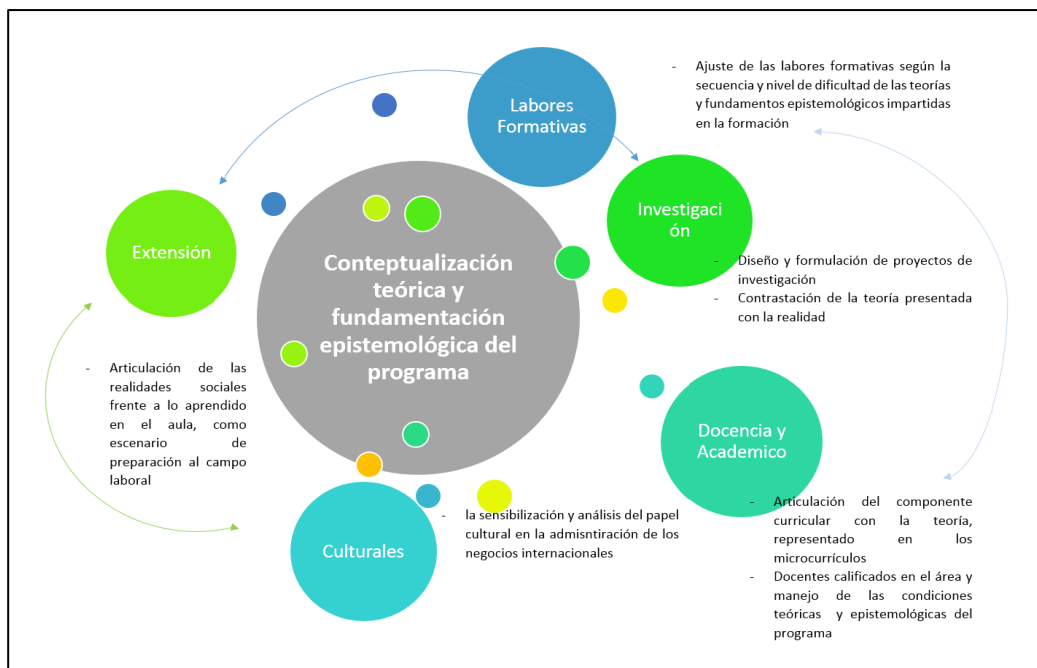 Labores
Formativas
- Ajuste de las labores formativas según la
secuencia y nivel de dificultad de las teorías
y fundamentos epistemológicos impartidas
en la formación
Investigaci
ón
- Diseño y formulación de proyectos de
investigación
- Contrastación de la teoría presentada
con la realidad
Extensión
- Articulación de las
realidades sociales
frente a lo aprendido
en el aula, como
escenario de
preparación al campo
laboral
Conteptualización
teórica y
fundamentación
epistemológica del
programa
Docencia y
Academico
- Articulación del componente
curricular con la teoría,
representado en los
microcurrículos
- Docentes calificados en el área y
manejo de las condiciones
teóricas y epistemológicas del
programa
Culturales
- la sensibilización y análisis del papel
cultural en la admisntiración de los
negocios internacionales